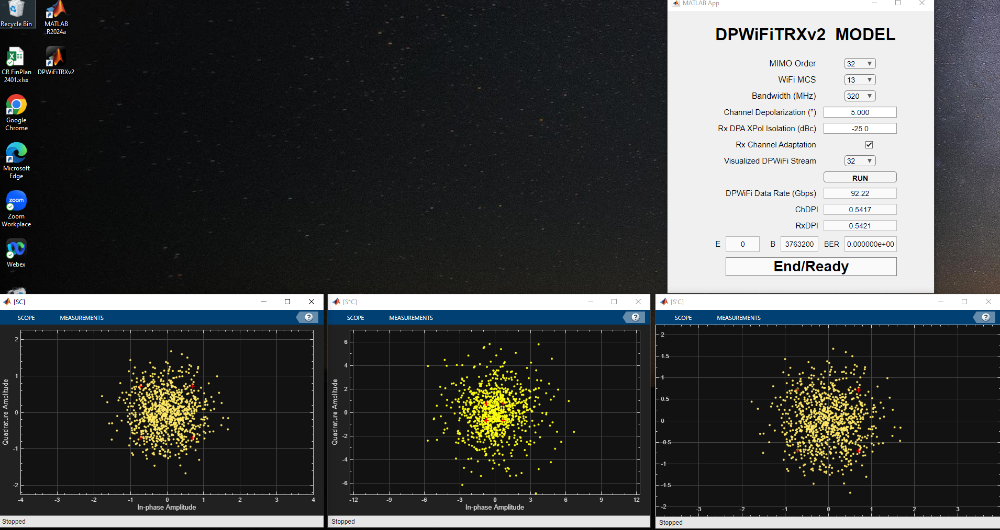 Recycle Bin
MATLAB
R2024a
CR FinPlan
2401.xlsx
DPWiFiTRXv2
Google
Chrome
Microsoft
Edge
zoom
Zoom
Workplace
Webex
MATLAB App
DPWiFiTRXv2 MODEL
MIMO Order 32
WiFi MCS 13
Bandwidth (MHz) 320
Channel Depolarization (°) 5.000
Rx DPA XPol Isolation (dBc) -25.0
Rx Channel Adaptation
Visualized DPWiFi Stream 32
RUN
DPWiFi Data Rate (Gbps) 92.22
ChDPI 0.5417
RxDPI 0.5421
E 0 B 3763200 BER 0.000000e+00
End/Ready
[SC]
SCOPE MEASUREMENTS ?
2
1
0
-1
-2
Quadrature Amplitude
-4 -3 -2 -1 0 1 2 3 4
In-phase Amplitude
Stopped
[S*C]
SCOPE MEASUREMENTS ?
6
4
2
0
-2
-4
-6
Quadrature Amplitude
-12 -9 -6 -3 0 3 6 9 12
In-phase Amplitude
Stopped
[S'C]
SCOPE MEASUREMENTS ?
2
1.5
1
0.5
0
-0.5
-1
-1.5
-2
-3 -2 -1 0 1 2 3
Stopped